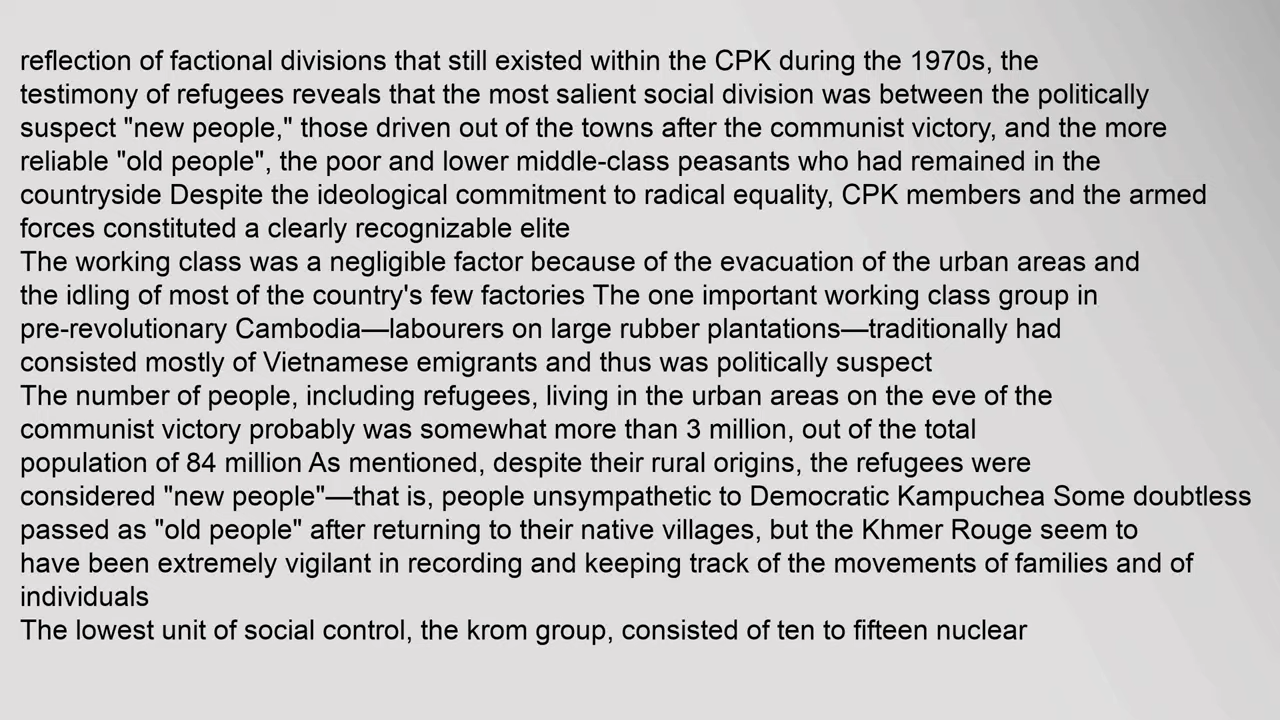 reflection of factional divisions that still existed within the CPK during the 1970s, the
testimony of refugees reveals that the most salient social division was between the politically
suspect "new people," those driven out of the towns after the communist victory, and the more
reliable "old people", the poor and lower middle-class peasants who had remained in the
countryside Despite the ideological commitment to radical equality, CPK members and the armed
forces constituted a clearly recognizable elite
The working class was a negligible factor because of the evacuation of the urban areas and
the idling of most of the country's few factories The one important working class group in
pre-revolutionary Cambodia—labourers on large rubber plantations—traditionally had
consisted mostly of Vietnamese emigrants and thus was politically suspect
The number of people, including refugees, living in the urban areas on the eve of the
communist victory probably was somewhat more than 3 million, out of the total
population of 84 million As mentioned, despite their rural origins, the refugees were
considered "new people"—that is, people unsympathetic to Democratic Kampuchea Some doubtless
passed as "old people" after returning to their native villages, but the Khmer Rouge seem to
have been extremely vigilant in recording and keeping track of the movements of families and of
individuals
The lowest unit of social control, the krom group, consisted of ten to fifteen nuclear